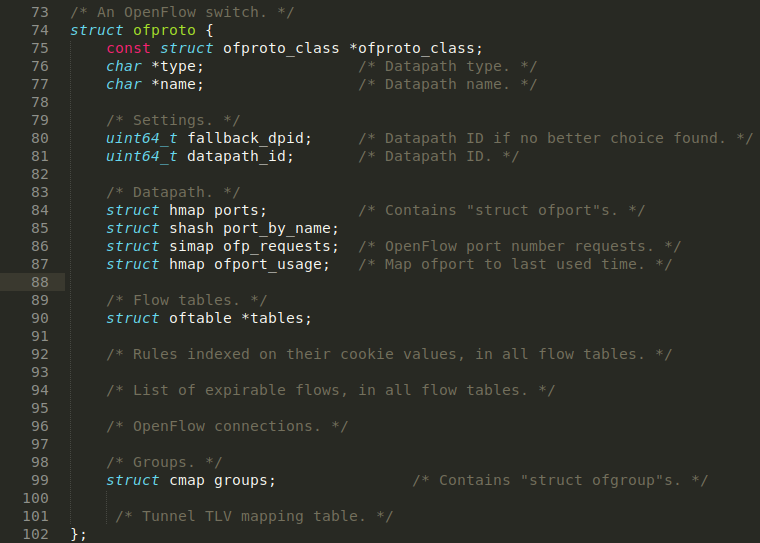 73 /* An OpenFlow switch. */
74 struct ofproto {
75     const struct ofproto_class *ofproto_class;
76     char *type;                 /* Datapath type. */
77     char *name;                 /* Datapath name. */
78
79     /* Settings. */
80     uint64_t fallback_dpid;     /* Datapath ID if no better choice found. */
81     uint64_t datapath_id;       /* Datapath ID. */
82
83     /* Datapath. */
84     struct hmap ports;          /* Contains "struct ofport"s. */
85     struct shash port_by_name;
86     struct simap ofp_requests;  /* OpenFlow port number requests. */
87     struct hmap ofport_usage;   /* Map ofport to last used time. */
88
89     /* Flow tables. */
90     struct oftable *tables;
91
92     /* Rules indexed on their cookie values, in all flow tables. */
93
94     /* List of expirable flows, in all flow tables. */
95
96     /* OpenFlow connections. */
97
98     /* Groups. */
99     struct cmap groups;               /* Contains "struct ofgroup"s. */
100
101      /* Tunnel TLV mapping table. */
102 };